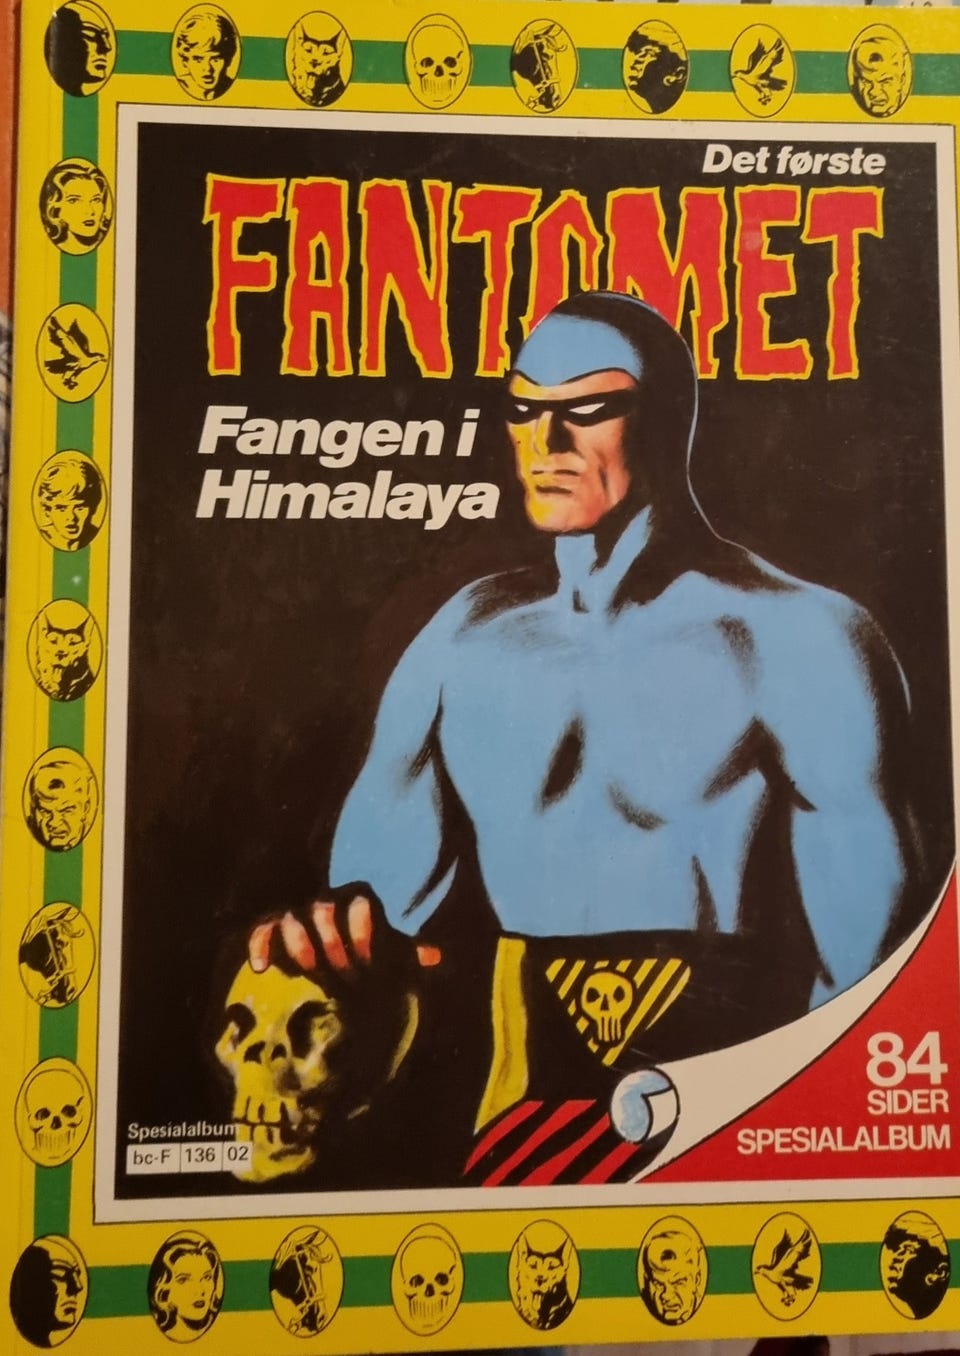 Det første
FANTOMET
Fangen i
Himalaya
84
SIDER
SPESIALALBUM
Spesialalbum
bc-F 136 02